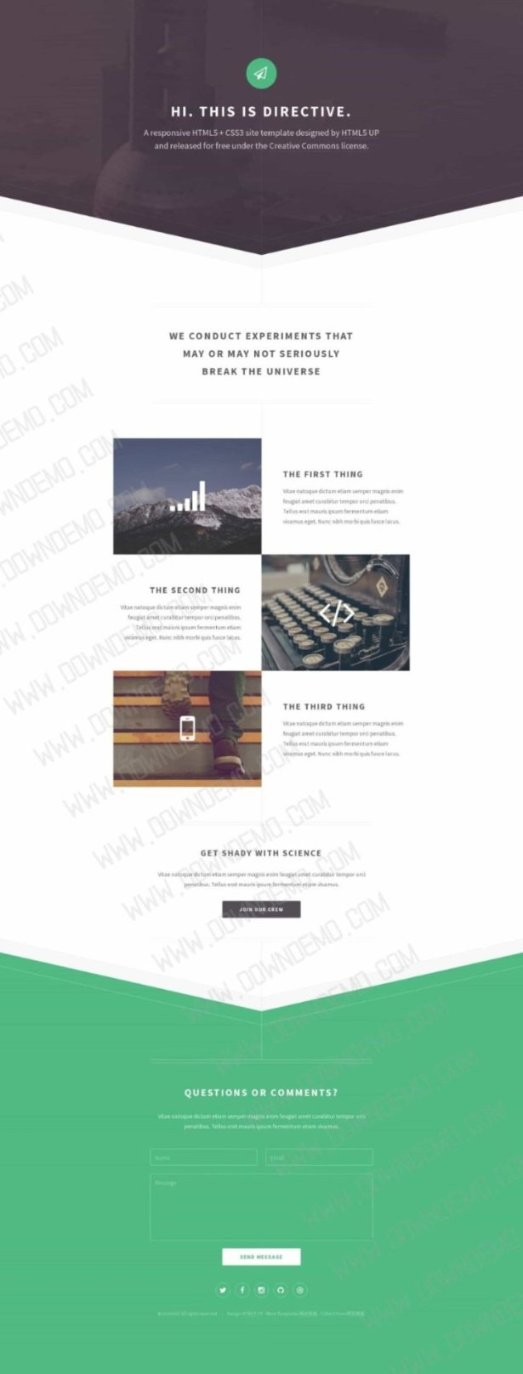 HI. THIS IS DIRECTIVE.
A responsive HTML5 + CSS3 site template designed by HTML5 UP
and released for free under the Creative Commons license.
WE CONDUCT EXPERIMENTS THAT
MAY OR MAY NOT SERIOUSLY
BREAK THE UNIVERSE
THE FIRST THING
Vitae natoque dictum etiam semper magnis enim
feugiat amet curabitur tempor orci penatibus.
Tellus erat mauris ipsum fermentum etiam
vivamus eget. Nunc nibh morbi quis fusce lacus.
THE SECOND THING
Vitae natoque dictum etiam semper magnis enim
feugiat amet curabitur tempor orci penatibus.
Tellus erat mauris ipsum fermentum etiam
vivamus eget. Nunc nibh morbi quis fusce lacus.
THE THIRD THING
Vitae natoque dictum etiam semper magnis enim
feugiat amet curabitur tempor orci penatibus.
Tellus erat mauris ipsum fermentum etiam
vivamus eget. Nunc nibh morbi quis fusce lacus.
GET SHADY WITH SCIENCE
Vitae natoque dictum etiam semper magnis enim feugiat amet curabitur tempor orci
penatibus. Tellus erat mauris ipsum fermentum etiam vivamus.
JOIN OUR CREW
QUESTIONS OR COMMENTS?
Vitae natoque dictum etiam semper magnis enim feugiat amet curabitur tempor orci
penatibus. Tellus erat mauris ipsum fermentum etiam vivamus.
Name
Email
Message
SEND MESSAGE
WWW.DOWNDEMO.COM